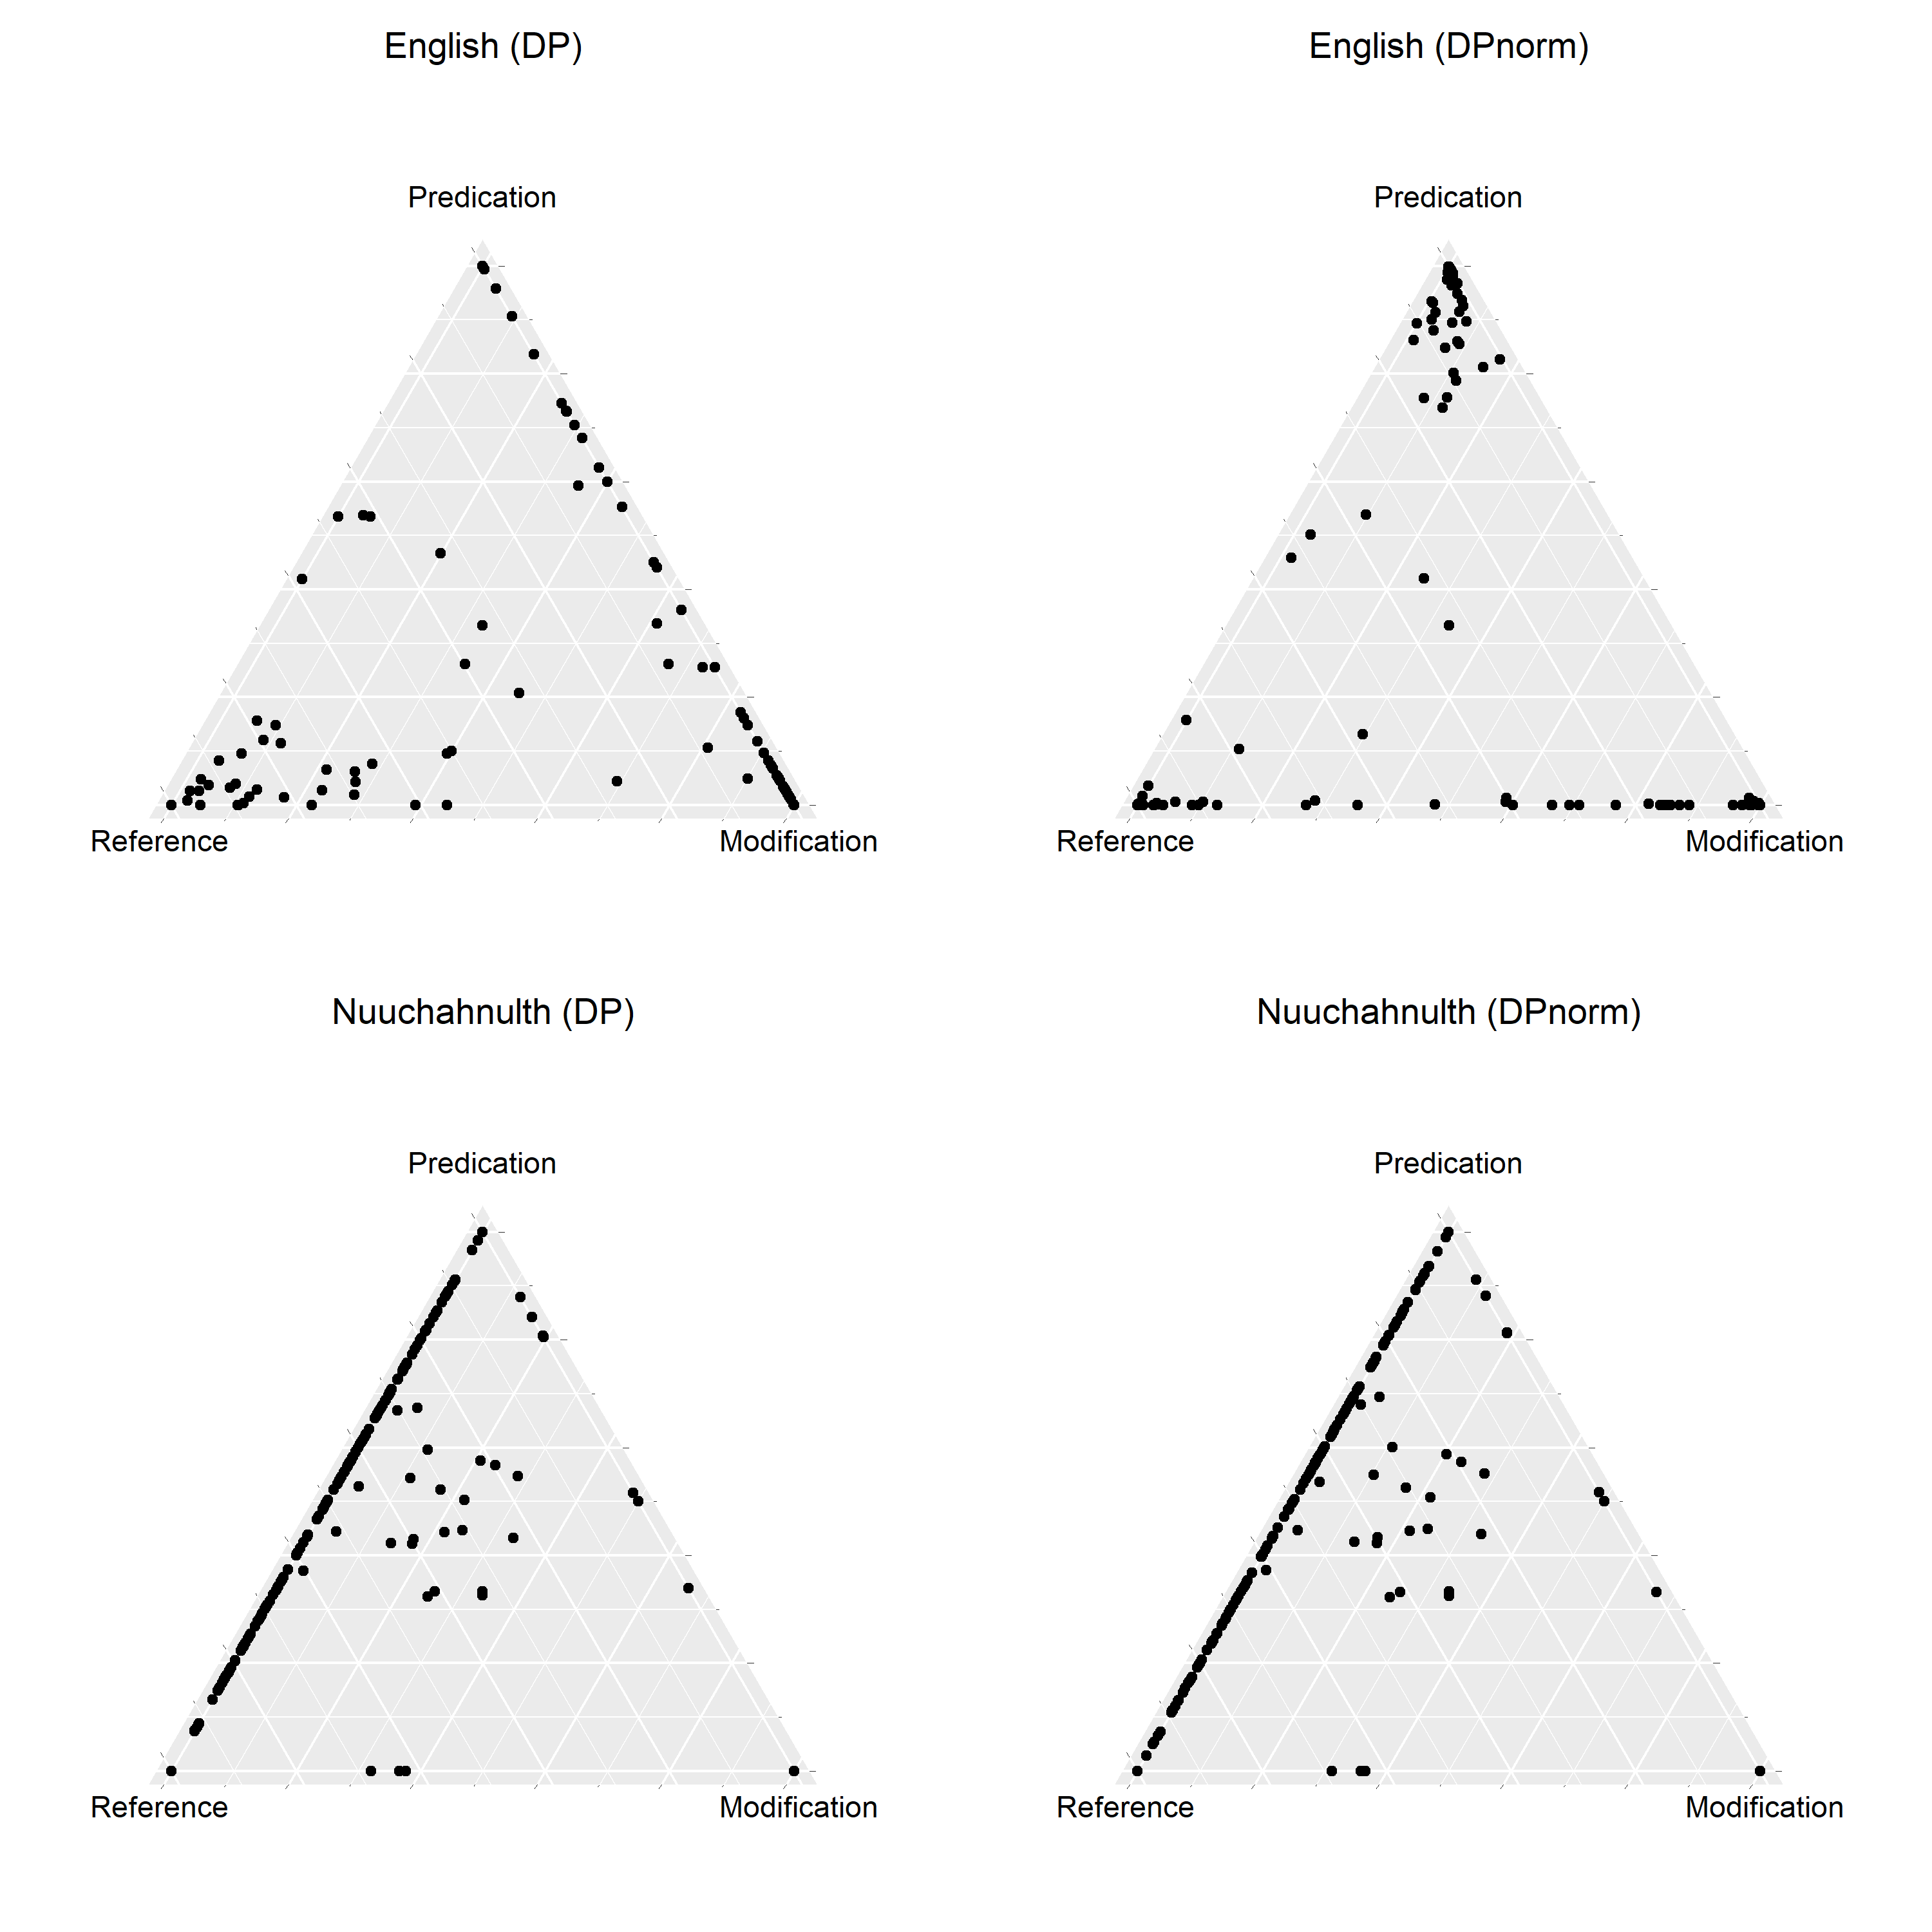 English (DP)
English (DPnorm)
Predication
Predication
Reference
Modification
Reference
Modification
Nuuchahnulth (DP)
Nuuchahnulth (DPnorm)
Predication
Predication
Reference
Modification
Reference
Modification